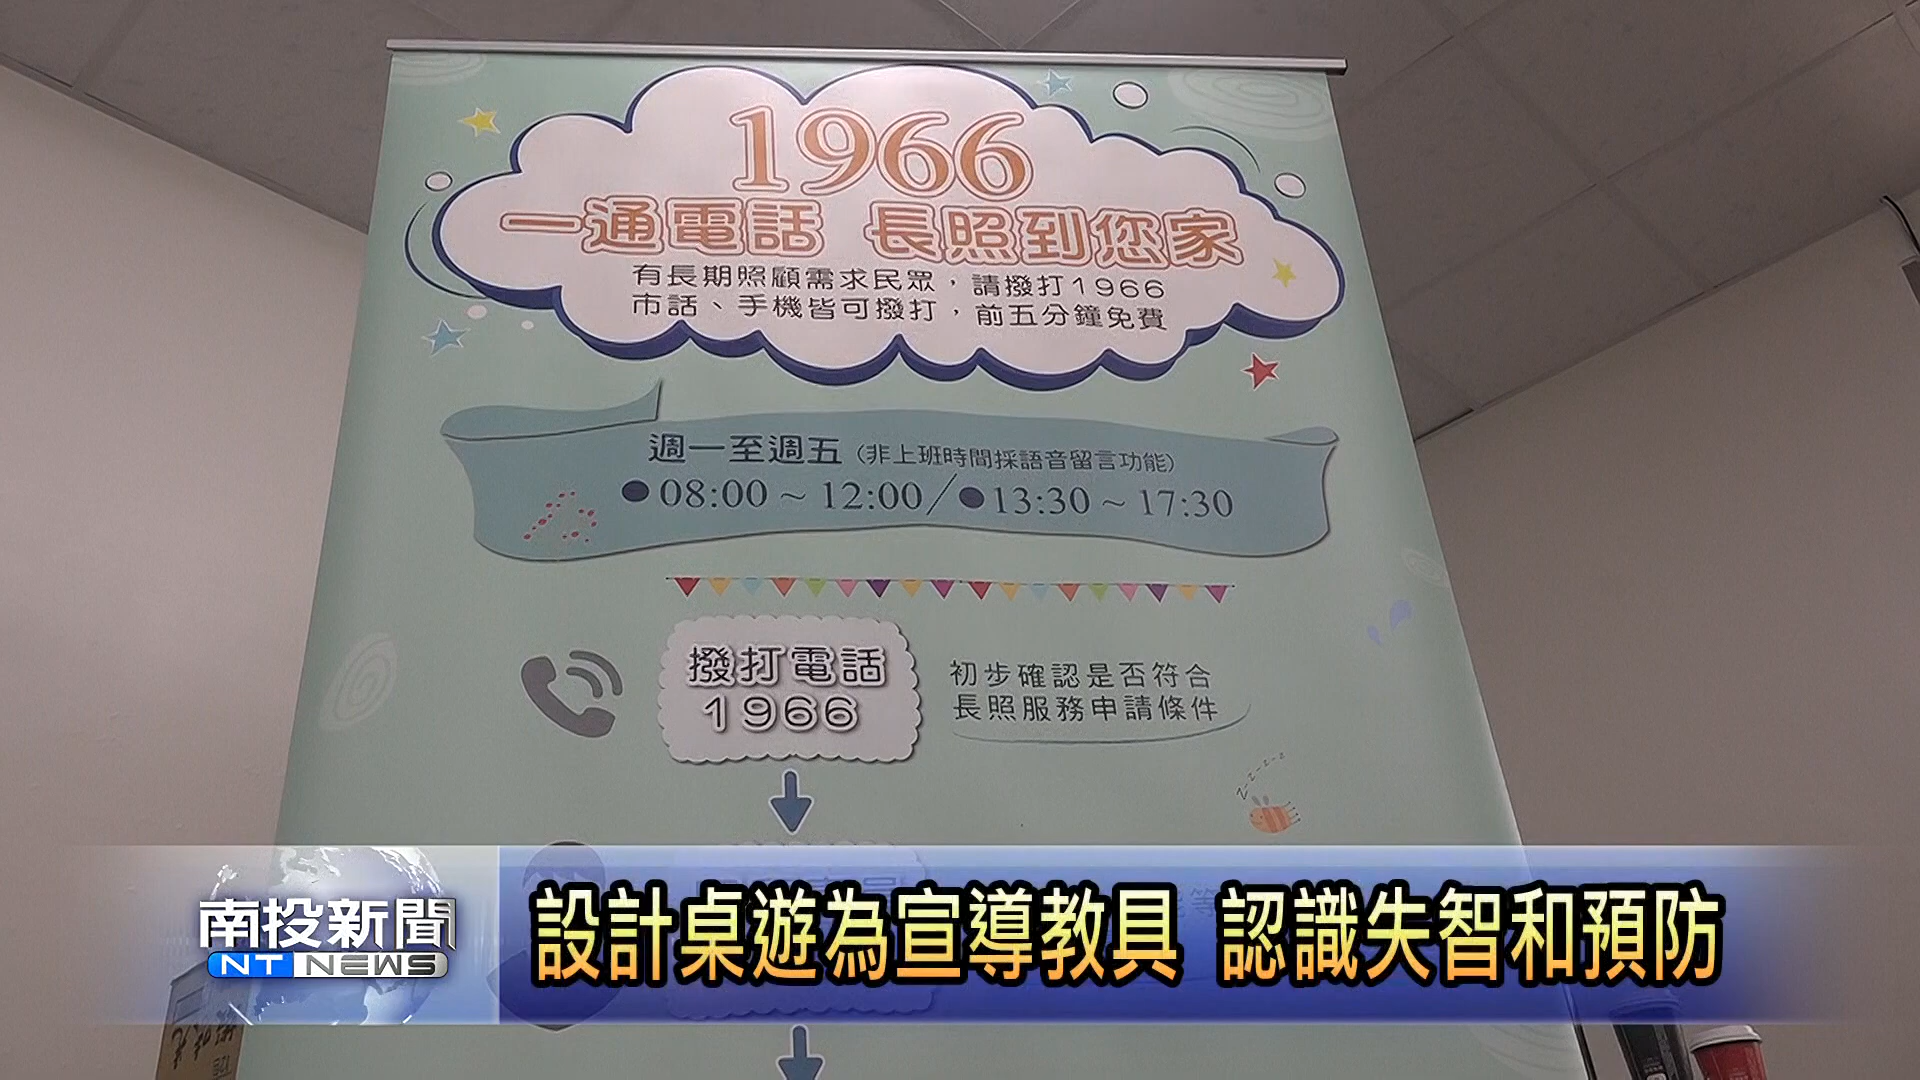 1966
一通電話 長照到您家
有長期照顧需求民眾，請撥打1966
市話、手機皆可撥打，前五分鐘免費
週一至週五（非上班時間採語音留言功能）
●08:00 ~ 12:00／●13:30 ~ 17:30
撥打電話
1966
初步確認是否符合
長照服務申請條件
南投新聞
NT NEWS
設計桌遊為宣導教具 認識失智和預防